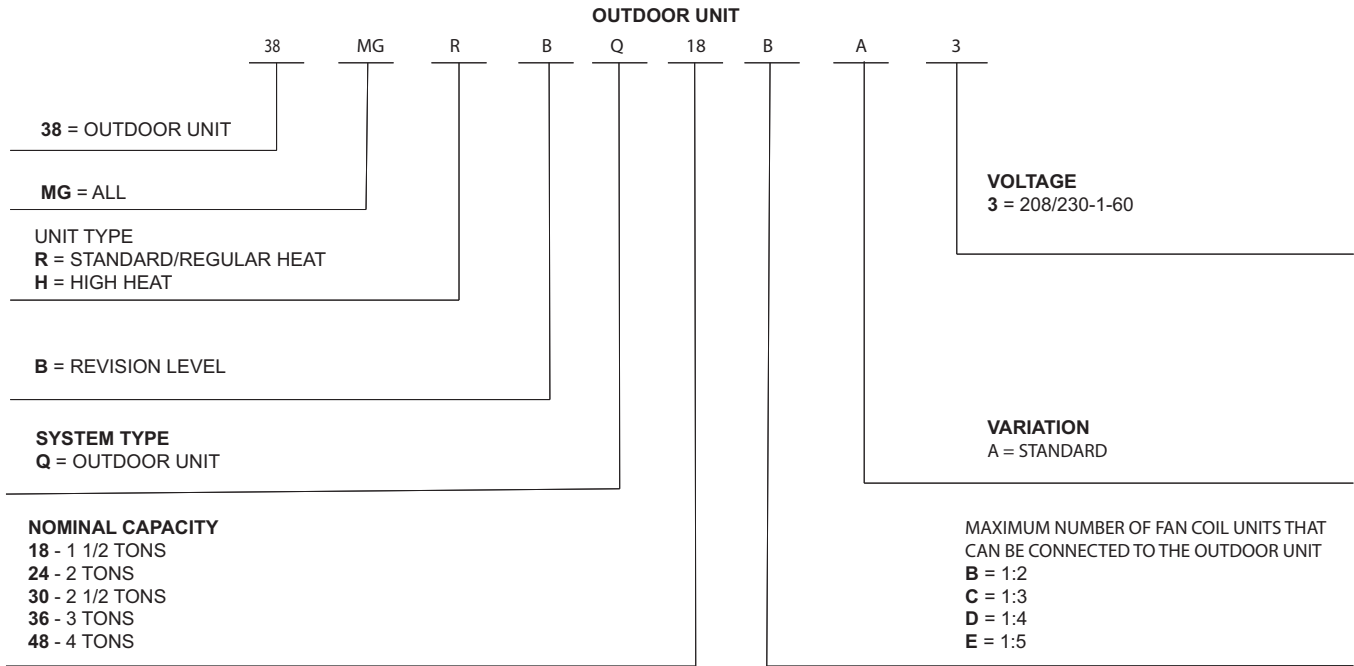 OUTDOOR UNIT
38 MG R B Q 18 B A 3
38 = OUTDOOR UNIT
MG = ALL
UNIT TYPE
R = STANDARD/REGULAR HEAT
H = HIGH HEAT
B = REVISION LEVEL
SYSTEM TYPE
Q = OUTDOOR UNIT
NOMINAL CAPACITY
18 - 1 1/2 TONS
24 - 2 TONS
30 - 2 1/2 TONS
36 - 3 TONS
48 - 4 TONS
VOLTAGE
3 = 208/230-1-60
VARIATION
A = STANDARD
MAXIMUM NUMBER OF FAN COIL UNITS THAT
CAN BE CONNECTED TO THE OUTDOOR UNIT
B = 1:2
C = 1:3
D = 1:4
E = 1:5